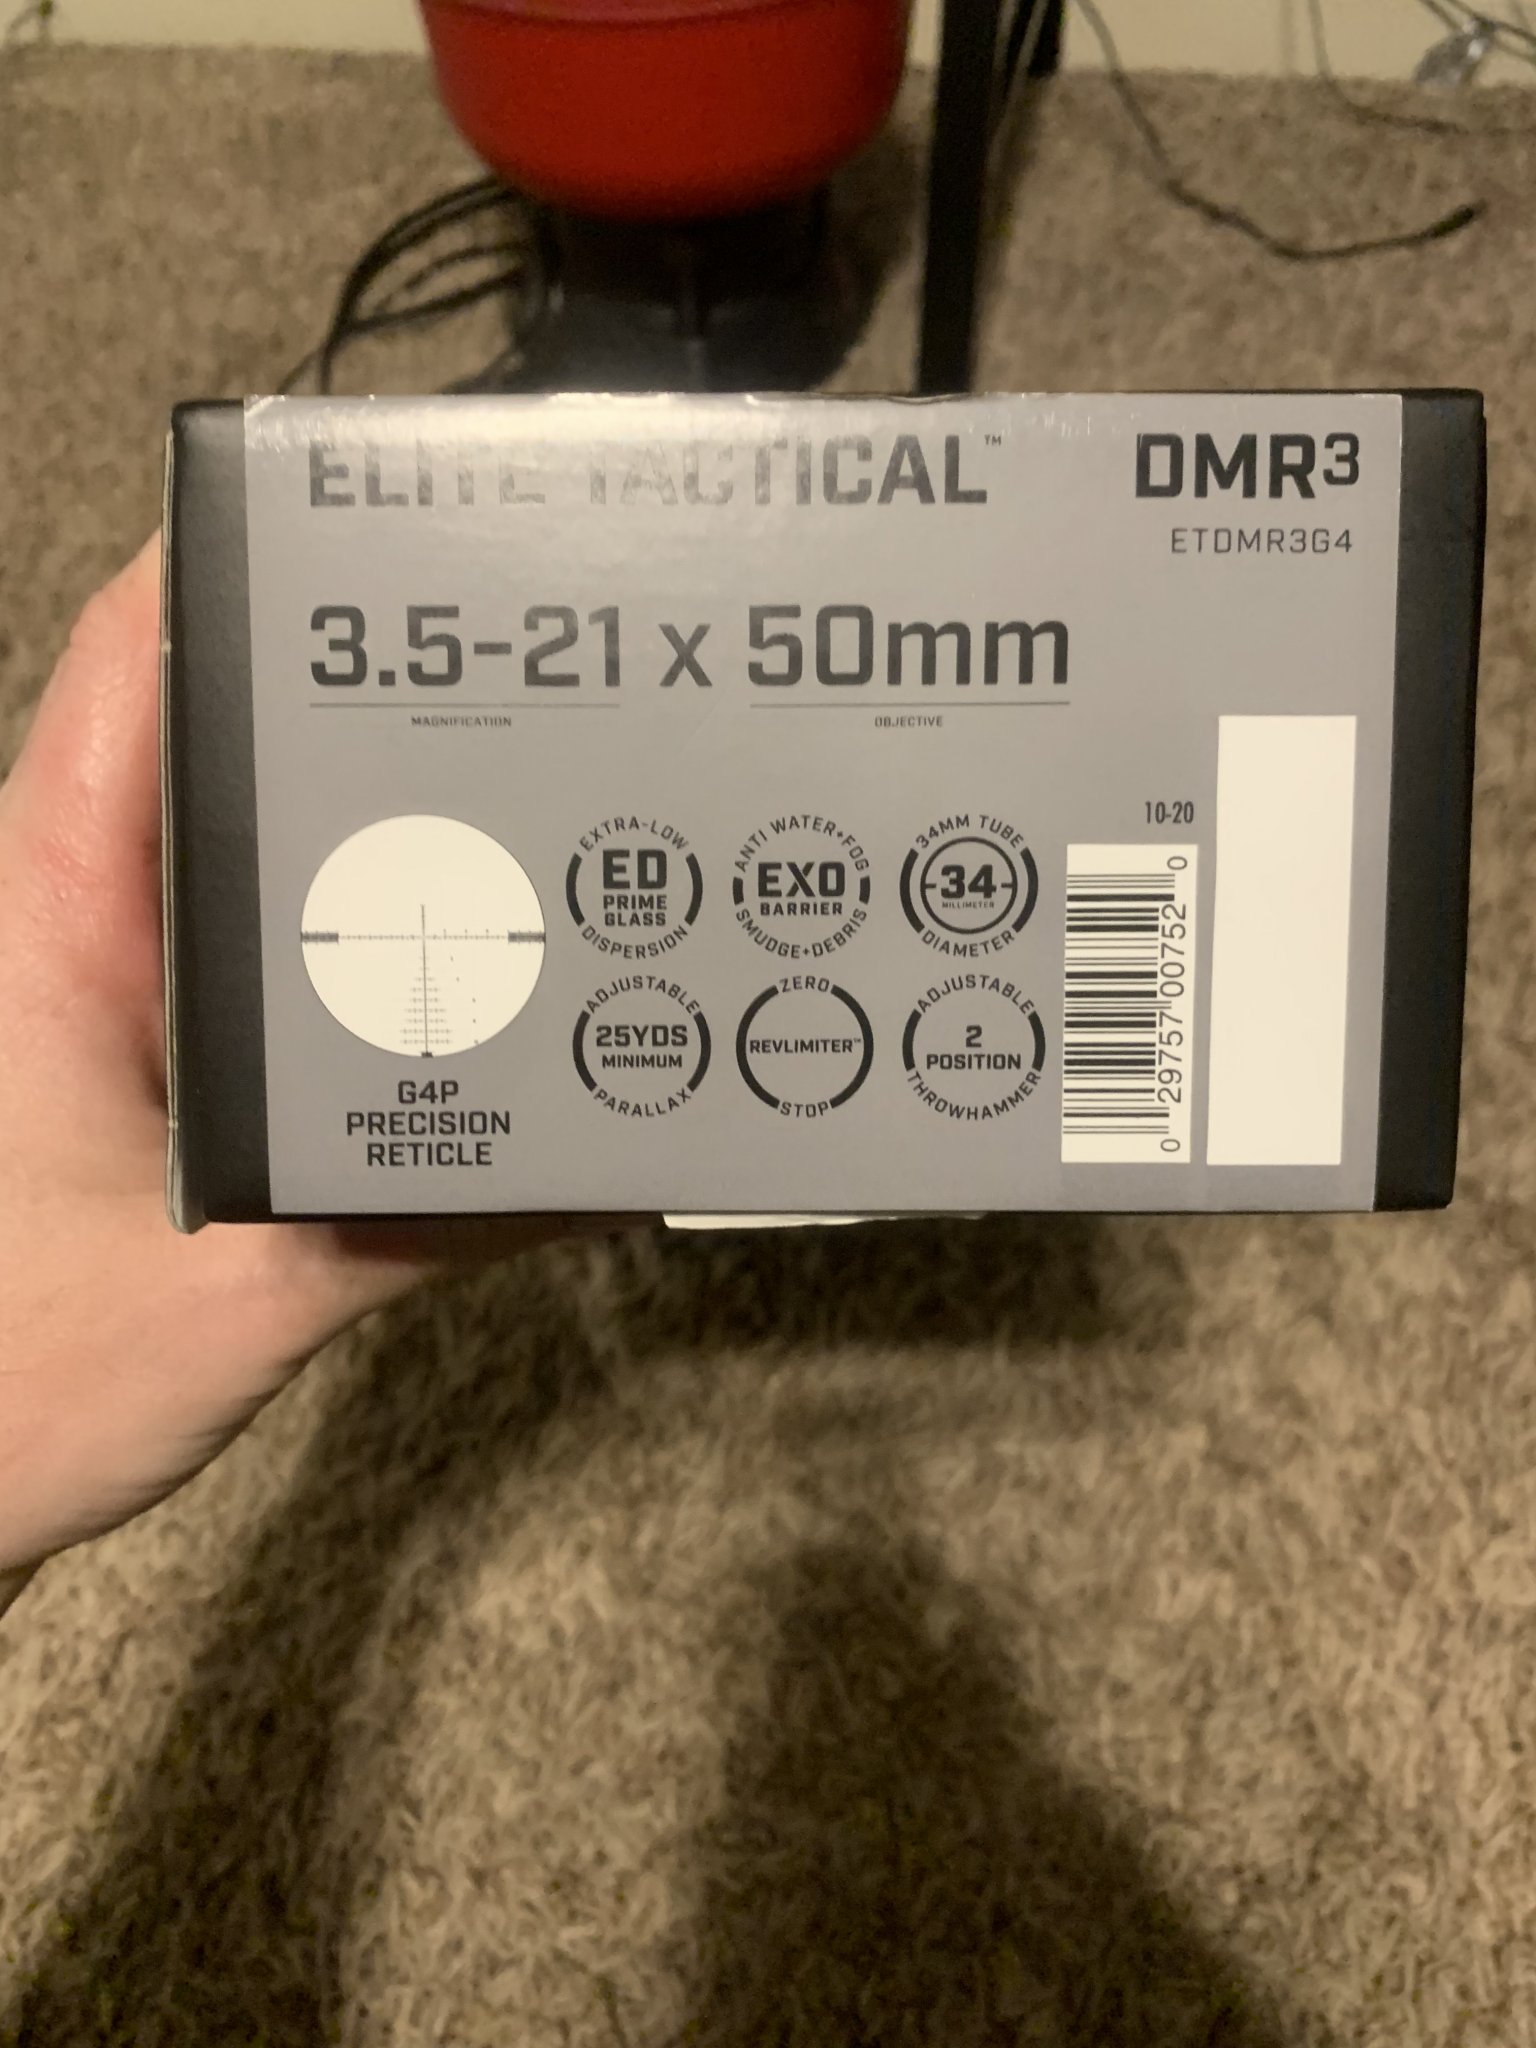 ELITE TACTICAL™
DMR3
ETDMR3G4
3.5-21 x 50mm
MAGNIFICATION
OBJECTIVE
G4P
PRECISION
RETICLE
EXTRA-LOW
ED
PRIME
GLASS
DISPERSION
ANTI WATER+FOG
EXO
BARRIER
SMUDGE+DEBRIS
34MM TUBE
34
MILLIMETER
DIAMETER
ADJUSTABLE
25YDS
MINIMUM
PARALLAX
ZERO
REVLIMITER™
STOP
ADJUSTABLE
2
POSITION
THROWHAMMER
10-20
0 29757 00752 0